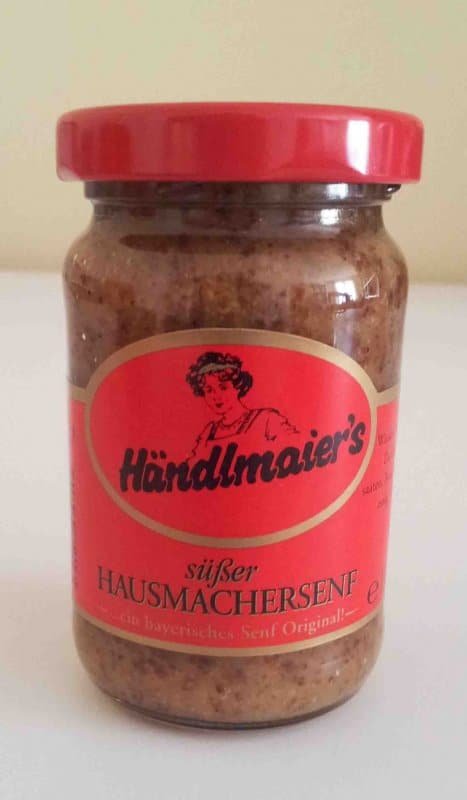 Händlmaier's
süßer
HAUSMACHERSENF
℮
...ein bayerisches Senf Original!